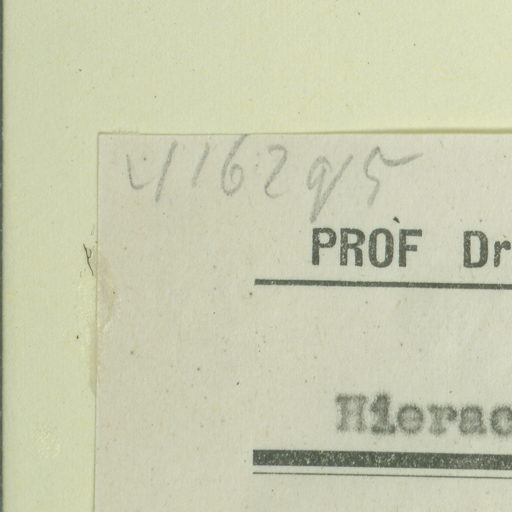 416295
PROF Dr
Hierac